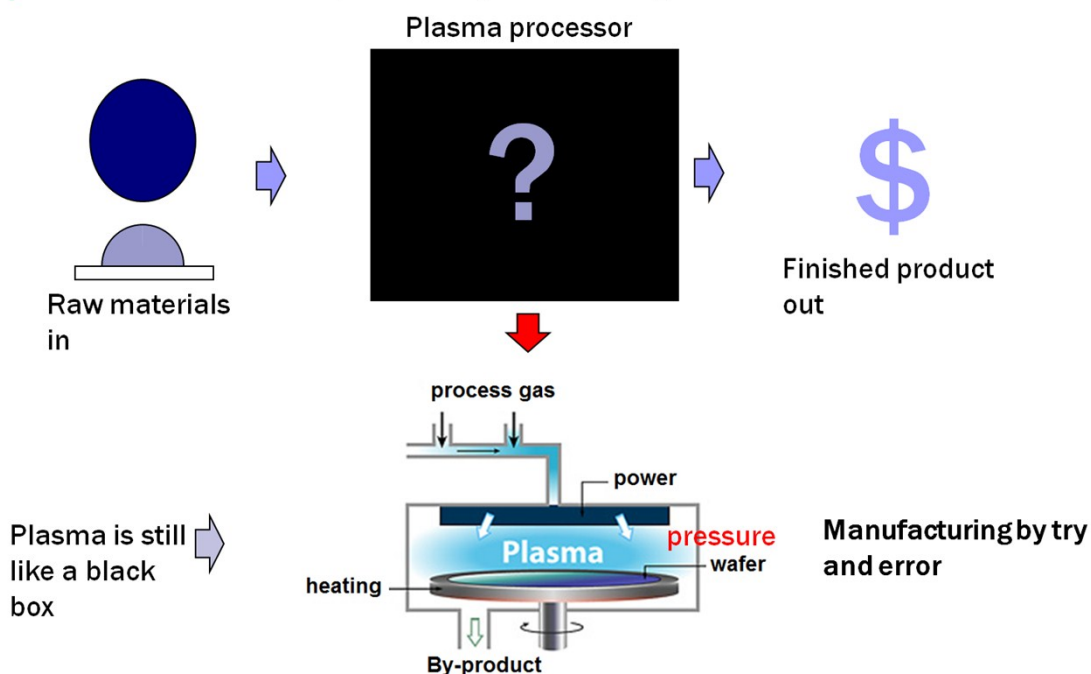 Plasma processor
?
$
Raw materials
in
Finished product
out
process gas
power
Plasma is still
like a black
box
Plasma
pressure
wafer
heating
Manufacturing by try
and error
By-product